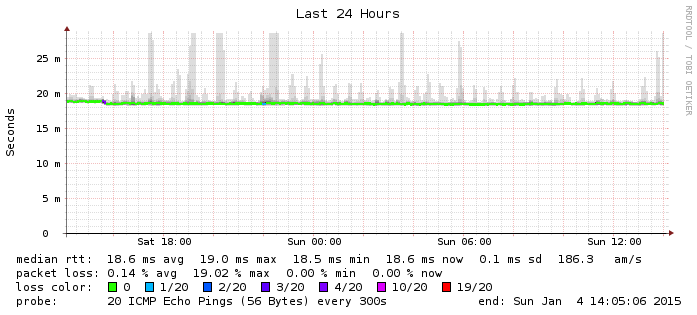 Last 24 Hours
RRDTOOL / TOBI OETIKER
Seconds
25 m
20 m
15 m
10 m
5 m
0
Sat 18:00 Sun 00:00 Sun 06:00 Sun 12:00
median rtt: 18.6 ms avg 19.0 ms max 18.5 ms min 18.6 ms now 0.1 ms sd 186.3 am/s
packet loss: 0.14 % avg 19.02 % max 0.00 % min 0.00 % now
loss color: 0 1/20 2/20 3/20 4/20 10/20 19/20
probe: 20 ICMP Echo Pings (56 Bytes) every 300s end: Sun Jan 4 14:05:06 2015